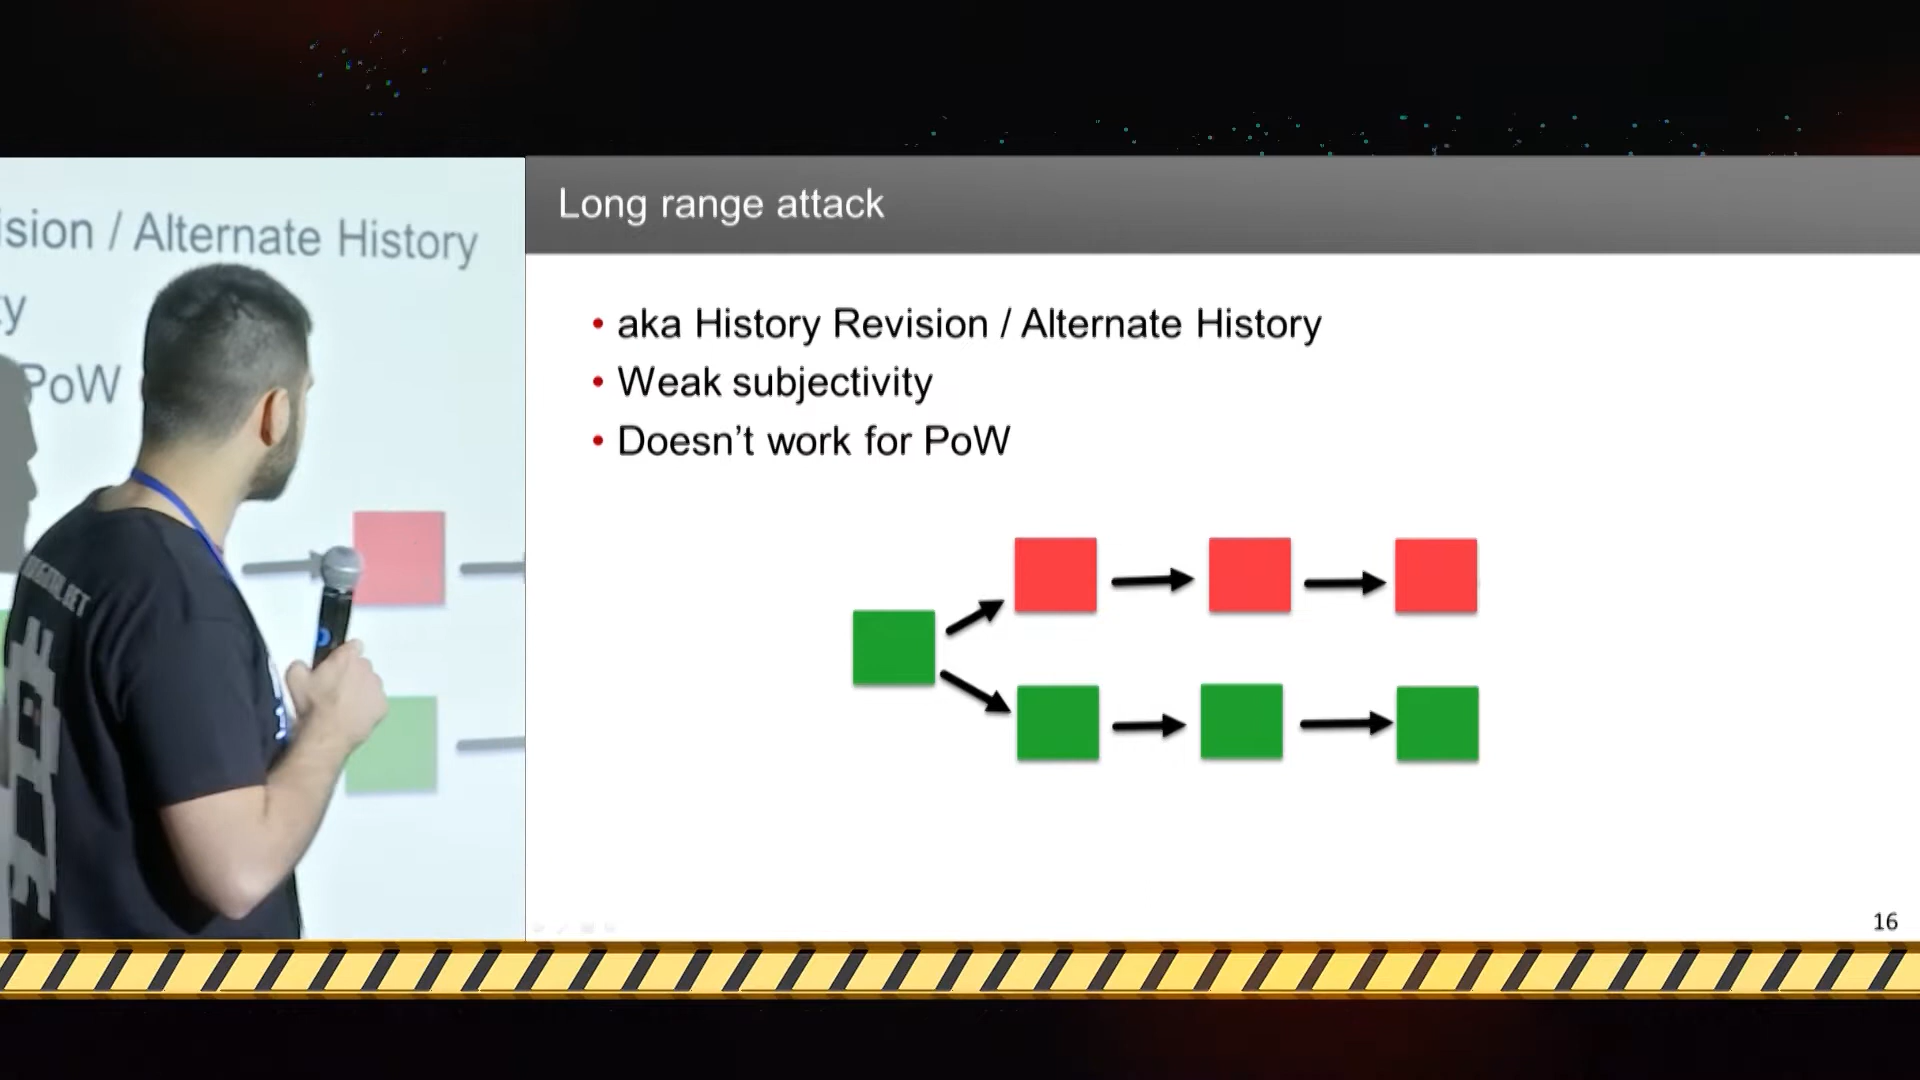 ision / Alternate History
ty
PoW
Long range attack
• aka History Revision / Alternate History
• Weak subjectivity
• Doesn't work for PoW
16